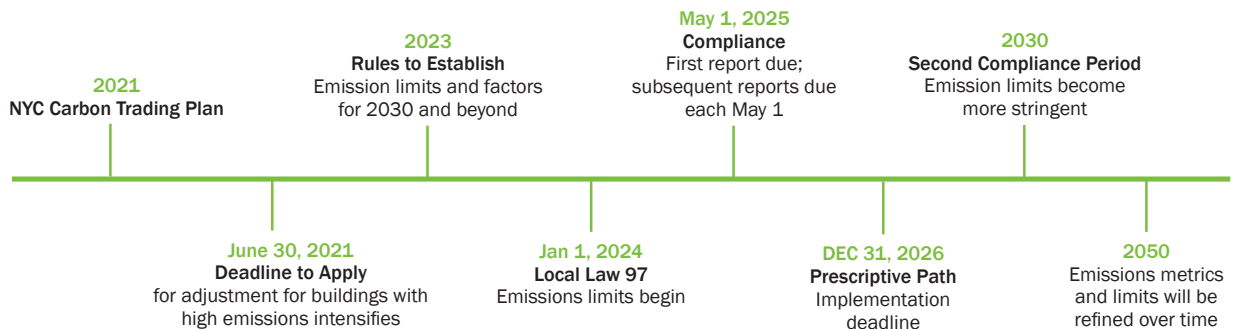 2021
NYC Carbon Trading Plan
June 30, 2021
Deadline to Apply
for adjustment for buildings with
high emissions intensifies
2023
Rules to Establish
Emission limits and factors
for 2030 and beyond
Jan 1, 2024
Local Law 97
Emissions limits begin
May 1, 2025
Compliance
First report due;
subsequent reports due
each May 1
DEC 31, 2026
Prescriptive Path
Implementation
deadline
2030
Second Compliance Period
Emission limits become
more stringent
2050
Emissions metrics
and limits will be
refined over time